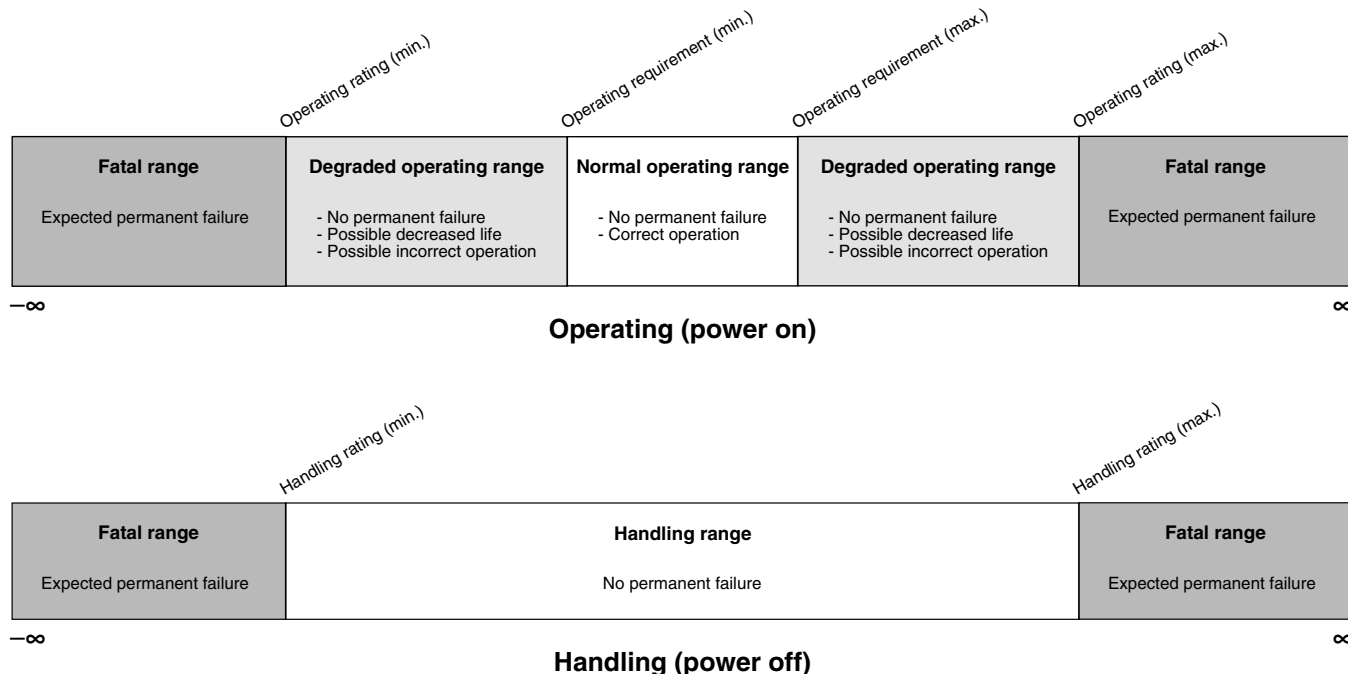 Operating rating (min.)
Operating requirement (min.)
Operating requirement (max.)
Operating rating (max.)
Fatal range
Degraded operating range
Normal operating range
Degraded operating range
Fatal range
Expected permanent failure
- No permanent failure
- Possible decreased life
- Possible incorrect operation
- No permanent failure
- Correct operation
- No permanent failure
- Possible decreased life
- Possible incorrect operation
Expected permanent failure
–∞
∞
Operating (power on)
Handling rating (min.)
Handling rating (max.)
Fatal range
Handling range
Fatal range
Expected permanent failure
No permanent failure
Expected permanent failure
–∞
∞
Handling (power off)